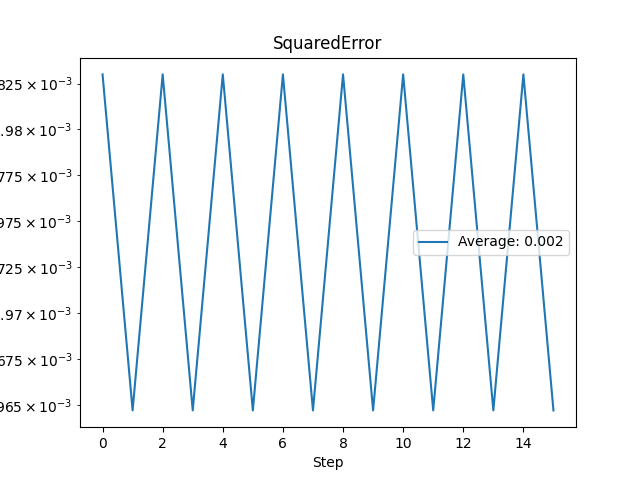 SquaredError
825 × 10⁻³
.98 × 10⁻³
775 × 10⁻³
975 × 10⁻³
725 × 10⁻³
.97 × 10⁻³
675 × 10⁻³
965 × 10⁻³
Average: 0.002
0 2 4 6 8 10 12 14
Step